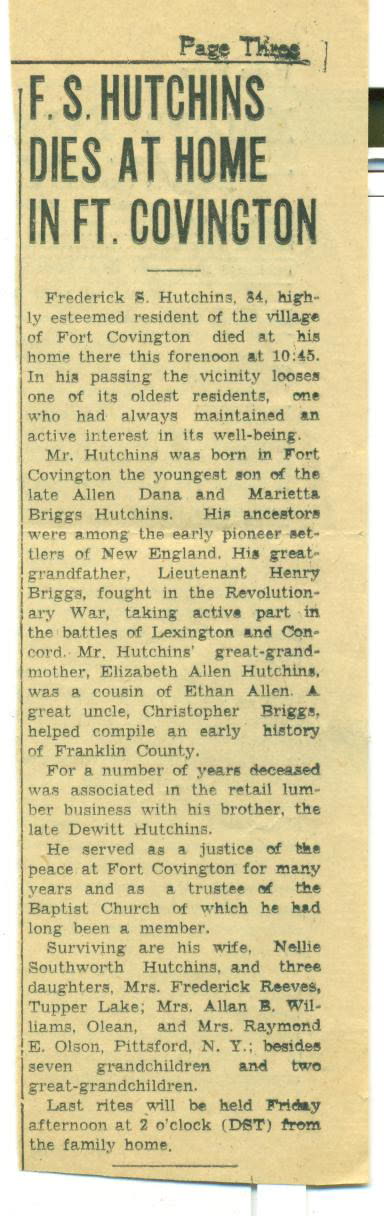 Page Three
F. S. HUTCHINS
DIES AT HOME
IN FT. COVINGTON
Frederick S. Hutchins, 84, high-
ly esteemed resident of the village
of Fort Covington died at his
home there this forenoon at 10:45.
In his passing the vicinity looses
one of its oldest residents, one
who had always maintained an
active interest in its well-being.
Mr. Hutchins was born in Fort
Covington the youngest son of the
late Allen Dana and Marietta
Briggs Hutchins. His ancestors
were among the early pioneer set-
tlers of New England. His great-
grandfather, Lieutenant Henry
Briggs, fought in the Revolution-
ary War, taking active part in
the battles of Lexington and Con-
cord. Mr. Hutchins' great-grand-
mother, Elizabeth Allen Hutchins,
was a cousin of Ethan Allen. A
great uncle, Christopher Briggs,
helped compile an early history
of Franklin County.
For a number of years deceased
was associated in the retail lum-
ber business with his brother, the
late Dewitt Hutchins.
He served as a justice of the
peace at Fort Covington for many
years and as a trustee of the
Baptist Church of which he had
long been a member.
Surviving are his wife, Nellie
Southworth Hutchins, and three
daughters, Mrs. Frederick Reeves,
Tupper Lake; Mrs. Allan B. Wil-
liams, Olean, and Mrs. Raymond
E. Olson, Pittsford, N. Y.; besides
seven grandchildren and two
great-grandchildren.
Last rites will be held Friday
afternoon at 2 o'clock (DST) from
the family home.